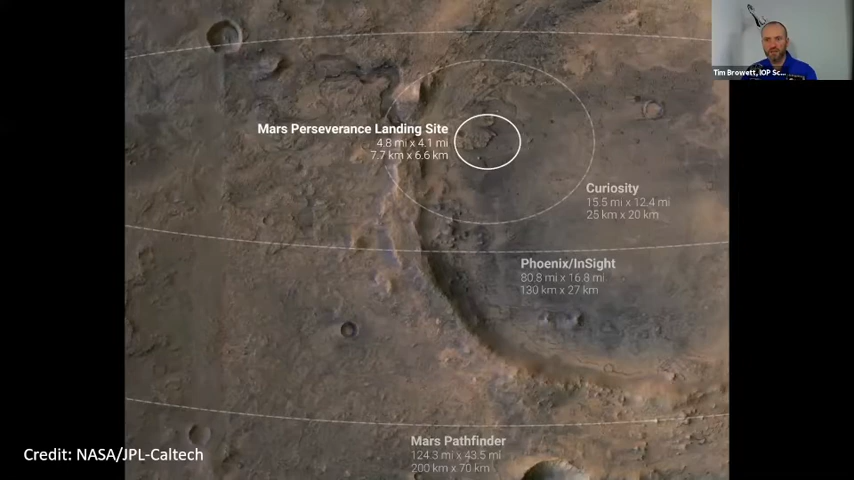 Tim Browett, IOP Sc...
Mars Perseverance Landing Site
4.8 mi x 4.1 mi
7.7 km x 6.6 km
Curiosity
15.5 mi x 12.4 mi
25 km x 20 km
Phoenix/InSight
80.8 mi x 16.8 mi
130 km x 27 km
Mars Pathfinder
124.3 mi x 43.5 mi
200 km x 70 km
Credit: NASA/JPL-Caltech